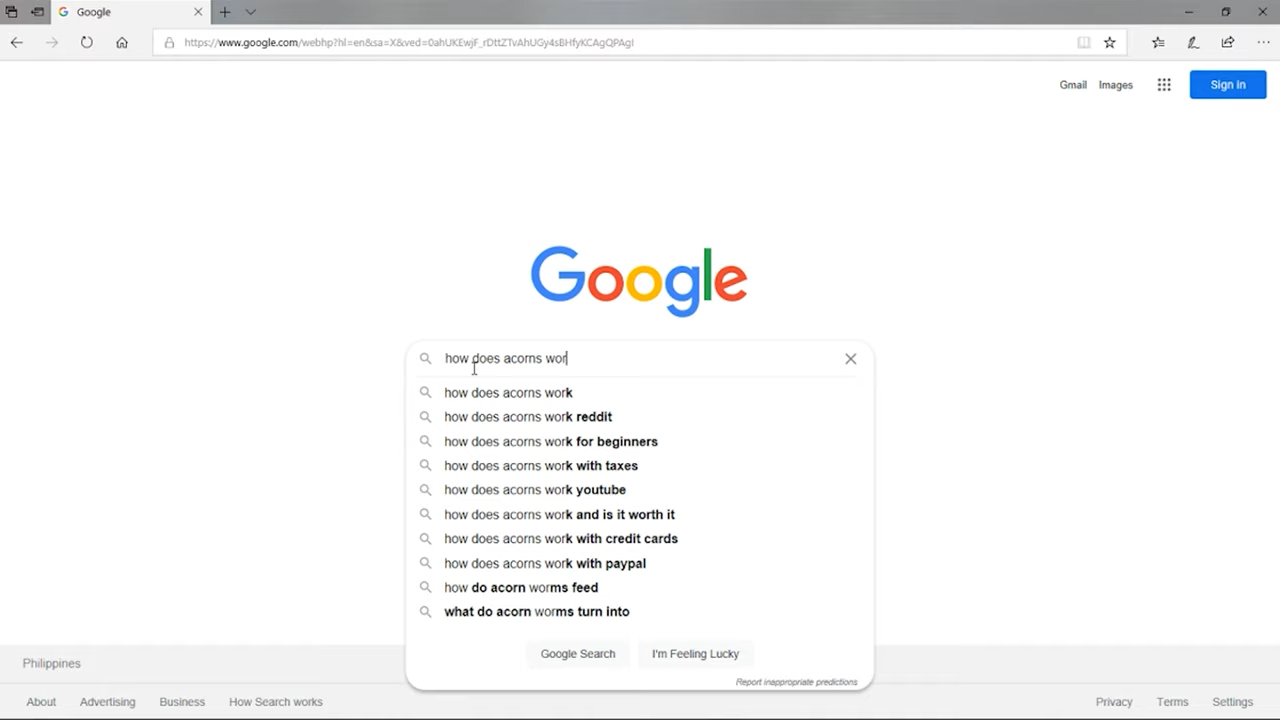 Google
https://www.google.com/webhp?hl=en&sa=X&ved=0ahUKEwjF_rDttZTvAhUGy4sBHfyKCAgQPAgI
Gmail Images Sign in
Google
how does acorns wor
how does acorns work
how does acorns work reddit
how does acorns work for beginners
how does acorns work with taxes
how does acorns work youtube
how does acorns work and is it worth it
how does acorns work with credit cards
how does acorns work with paypal
how do acorn worms feed
what do acorn worms turn into
Google Search I'm Feeling Lucky
Report inappropriate predictions
Philippines
About Advertising Business How Search works Privacy Terms Settings